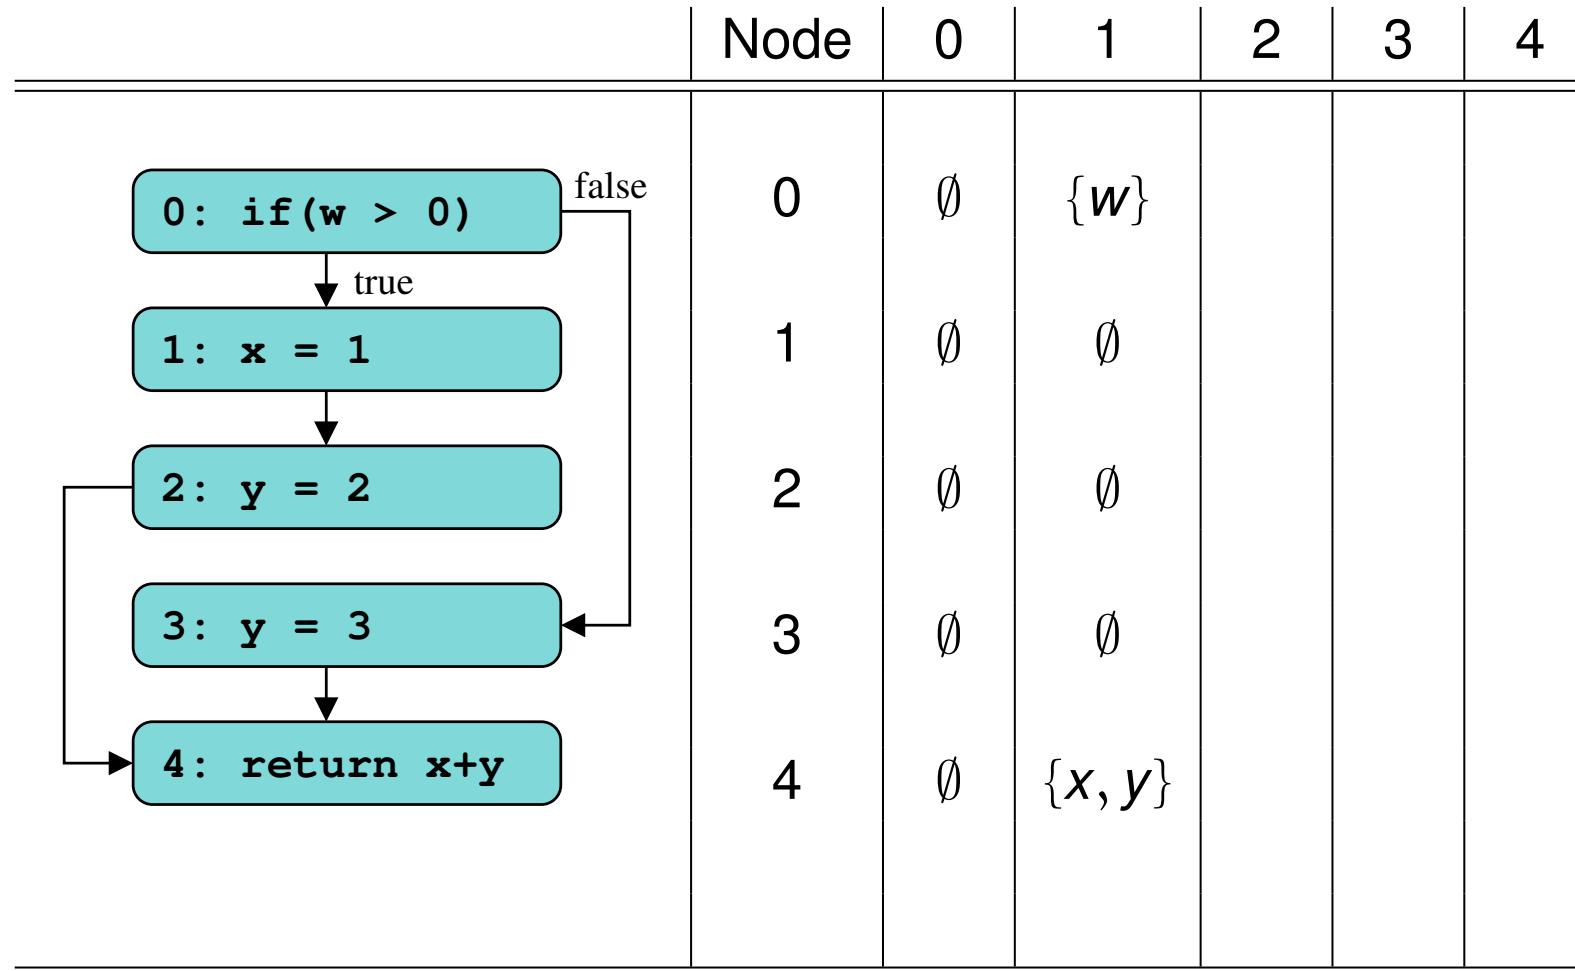 Node 0 1 2 3 4
0: if(w > 0) false 0 ∅ {w}
true
1: x = 1 1 ∅ ∅
2: y = 2 2 ∅ ∅
3: y = 3 3 ∅ ∅
4: return x+y 4 ∅ {x, y}